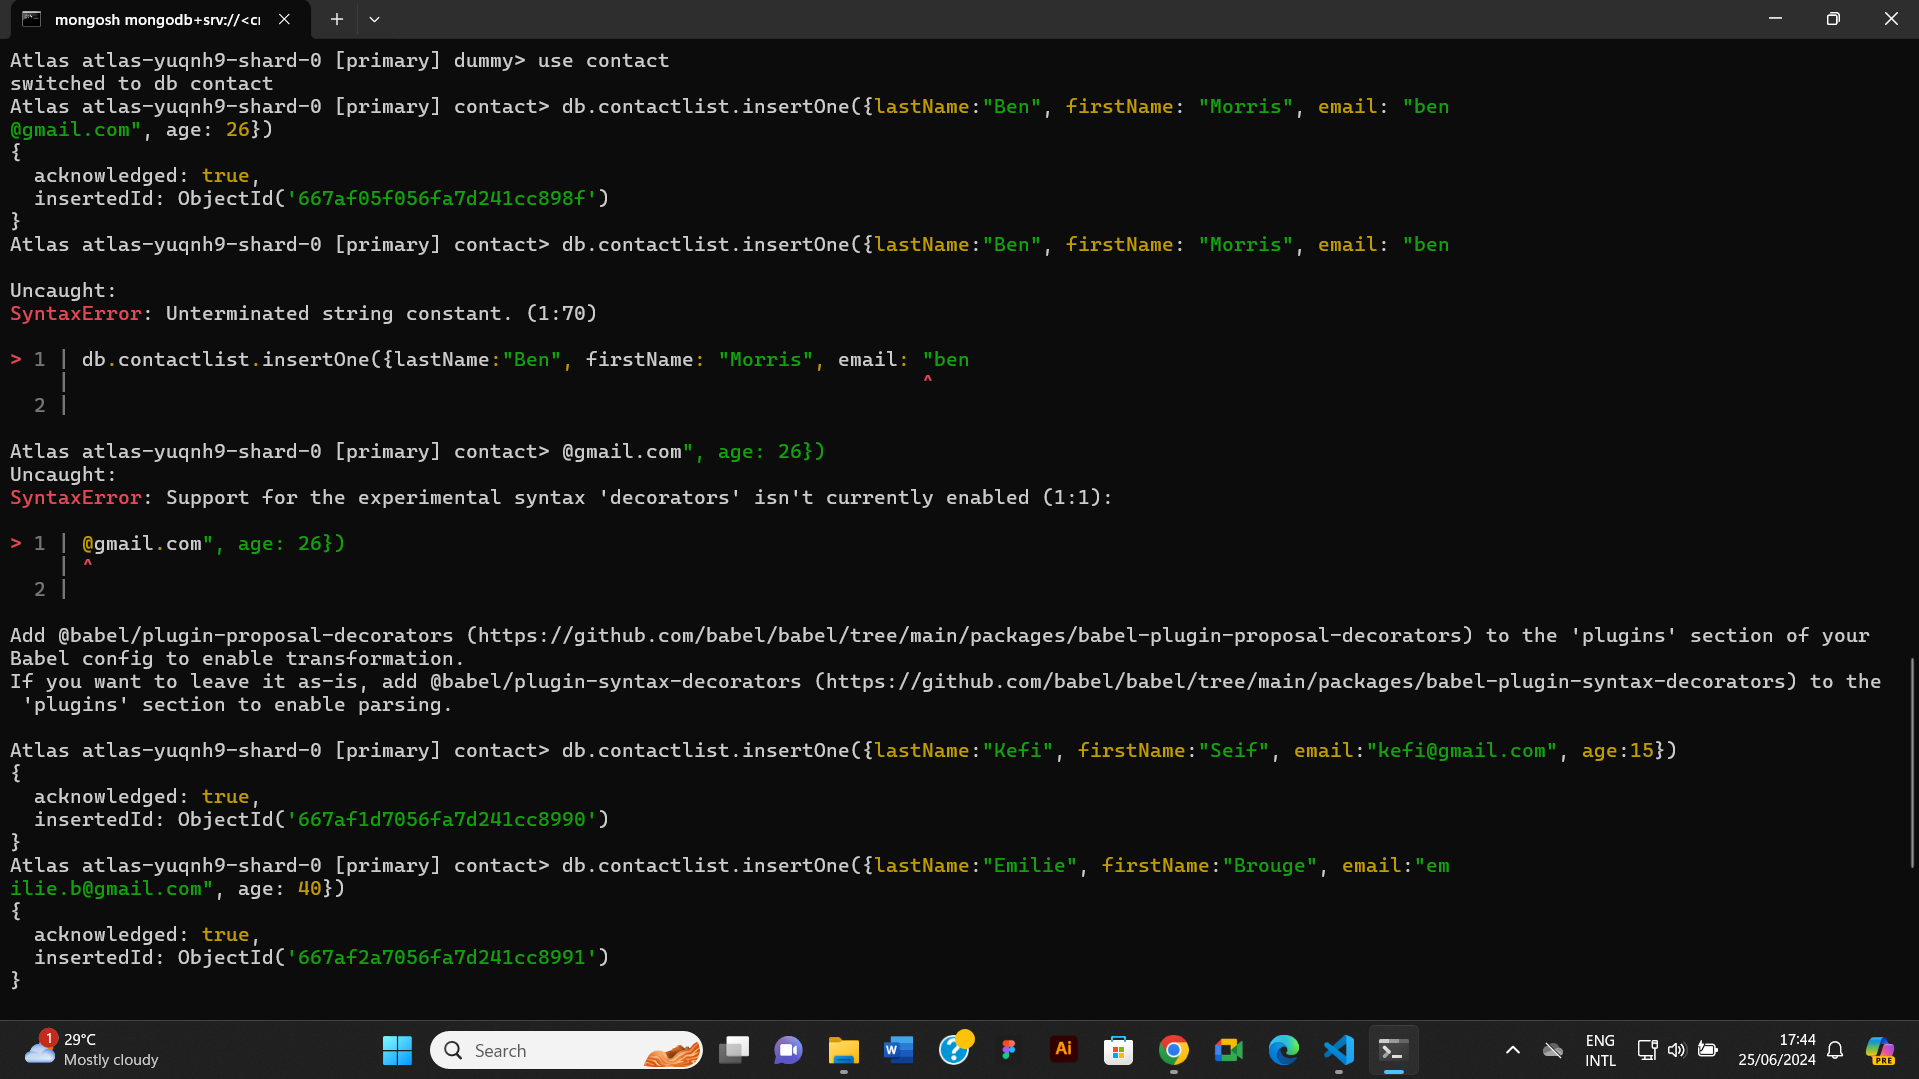 mongosh mongodb+srv://<cr
Atlas atlas-yuqnh9-shard-0 [primary] dummy> use contact
switched to db contact
Atlas atlas-yuqnh9-shard-0 [primary] contact> db.contactlist.insertOne({lastName:"Ben", firstName: "Morris", email: "ben
@gmail.com", age: 26})
{
  acknowledged: true,
  insertedId: ObjectId('667af05f056fa7d241cc898f')
}
Atlas atlas-yuqnh9-shard-0 [primary] contact> db.contactlist.insertOne({lastName:"Ben", firstName: "Morris", email: "ben
Uncaught:
SyntaxError: Unterminated string constant. (1:70)
> 1 | db.contactlist.insertOne({lastName:"Ben", firstName: "Morris", email: "ben
    |                                                                       ^
  2 |
Atlas atlas-yuqnh9-shard-0 [primary] contact> @gmail.com", age: 26})
Uncaught:
SyntaxError: Support for the experimental syntax 'decorators' isn't currently enabled (1:1):
> 1 | @gmail.com", age: 26})
    | ^
  2 |
Add @babel/plugin-proposal-decorators (https://github.com/babel/babel/tree/main/packages/babel-plugin-proposal-decorators) to the 'plugins' section of your
Babel config to enable transformation.
If you want to leave it as-is, add @babel/plugin-syntax-decorators (https://github.com/babel/babel/tree/main/packages/babel-plugin-syntax-decorators) to the
 'plugins' section to enable parsing.
Atlas atlas-yuqnh9-shard-0 [primary] contact> db.contactlist.insertOne({lastName:"Kefi", firstName:"Seif", email:"kefi@gmail.com", age:15})
{
  acknowledged: true,
  insertedId: ObjectId('667af1d7056fa7d241cc8990')
}
Atlas atlas-yuqnh9-shard-0 [primary] contact> db.contactlist.insertOne({lastName:"Emilie", firstName:"Brouge", email:"em
ilie.b@gmail.com", age: 40})
{
  acknowledged: true,
  insertedId: ObjectId('667af2a7056fa7d241cc8991')
}
1
29°C
Mostly cloudy
Search
W
?
Ai
ENG
INTL
17:44
25/06/2024
PRE